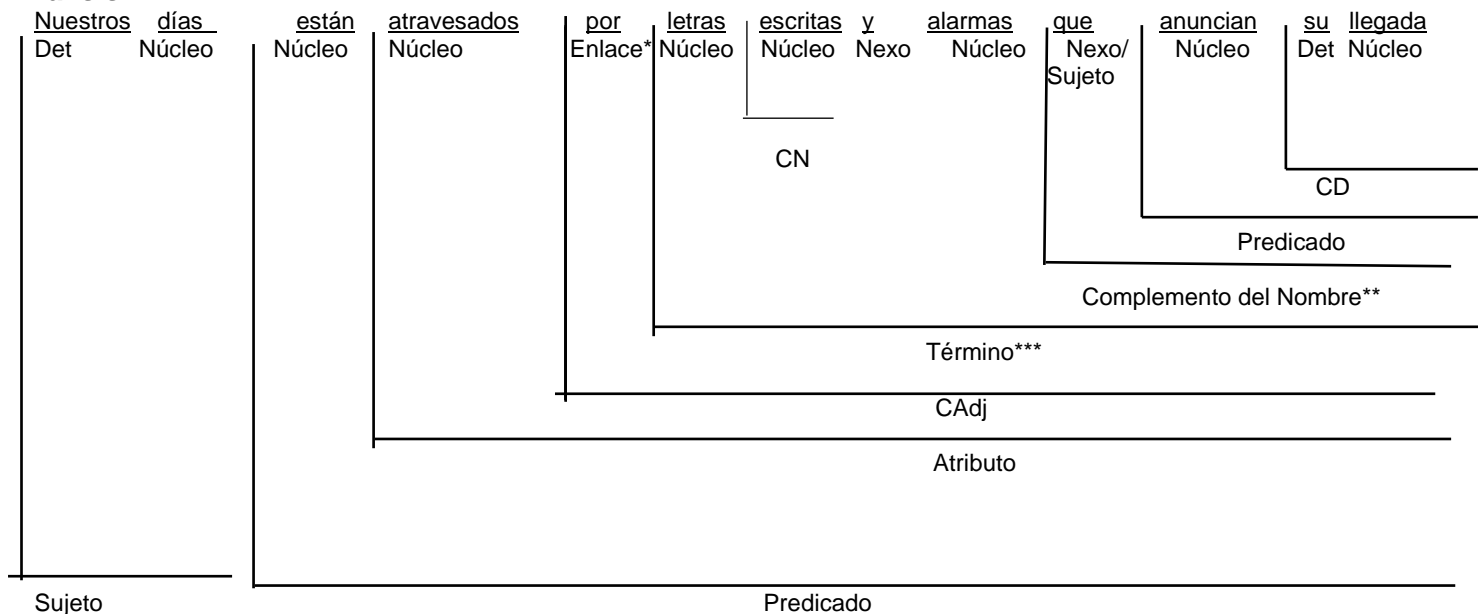 Nuestros días están atravesados por letras escritas y alarmas que anuncian su llegada
Det Núcleo Núcleo Núcleo Enlace* Núcleo Núcleo Nexo Núcleo Nexo/ Núcleo Det Núcleo
Sujeto
CN
CD
Predicado
Complemento del Nombre**
Término***
CAdj
Atributo
Sujeto Predicado